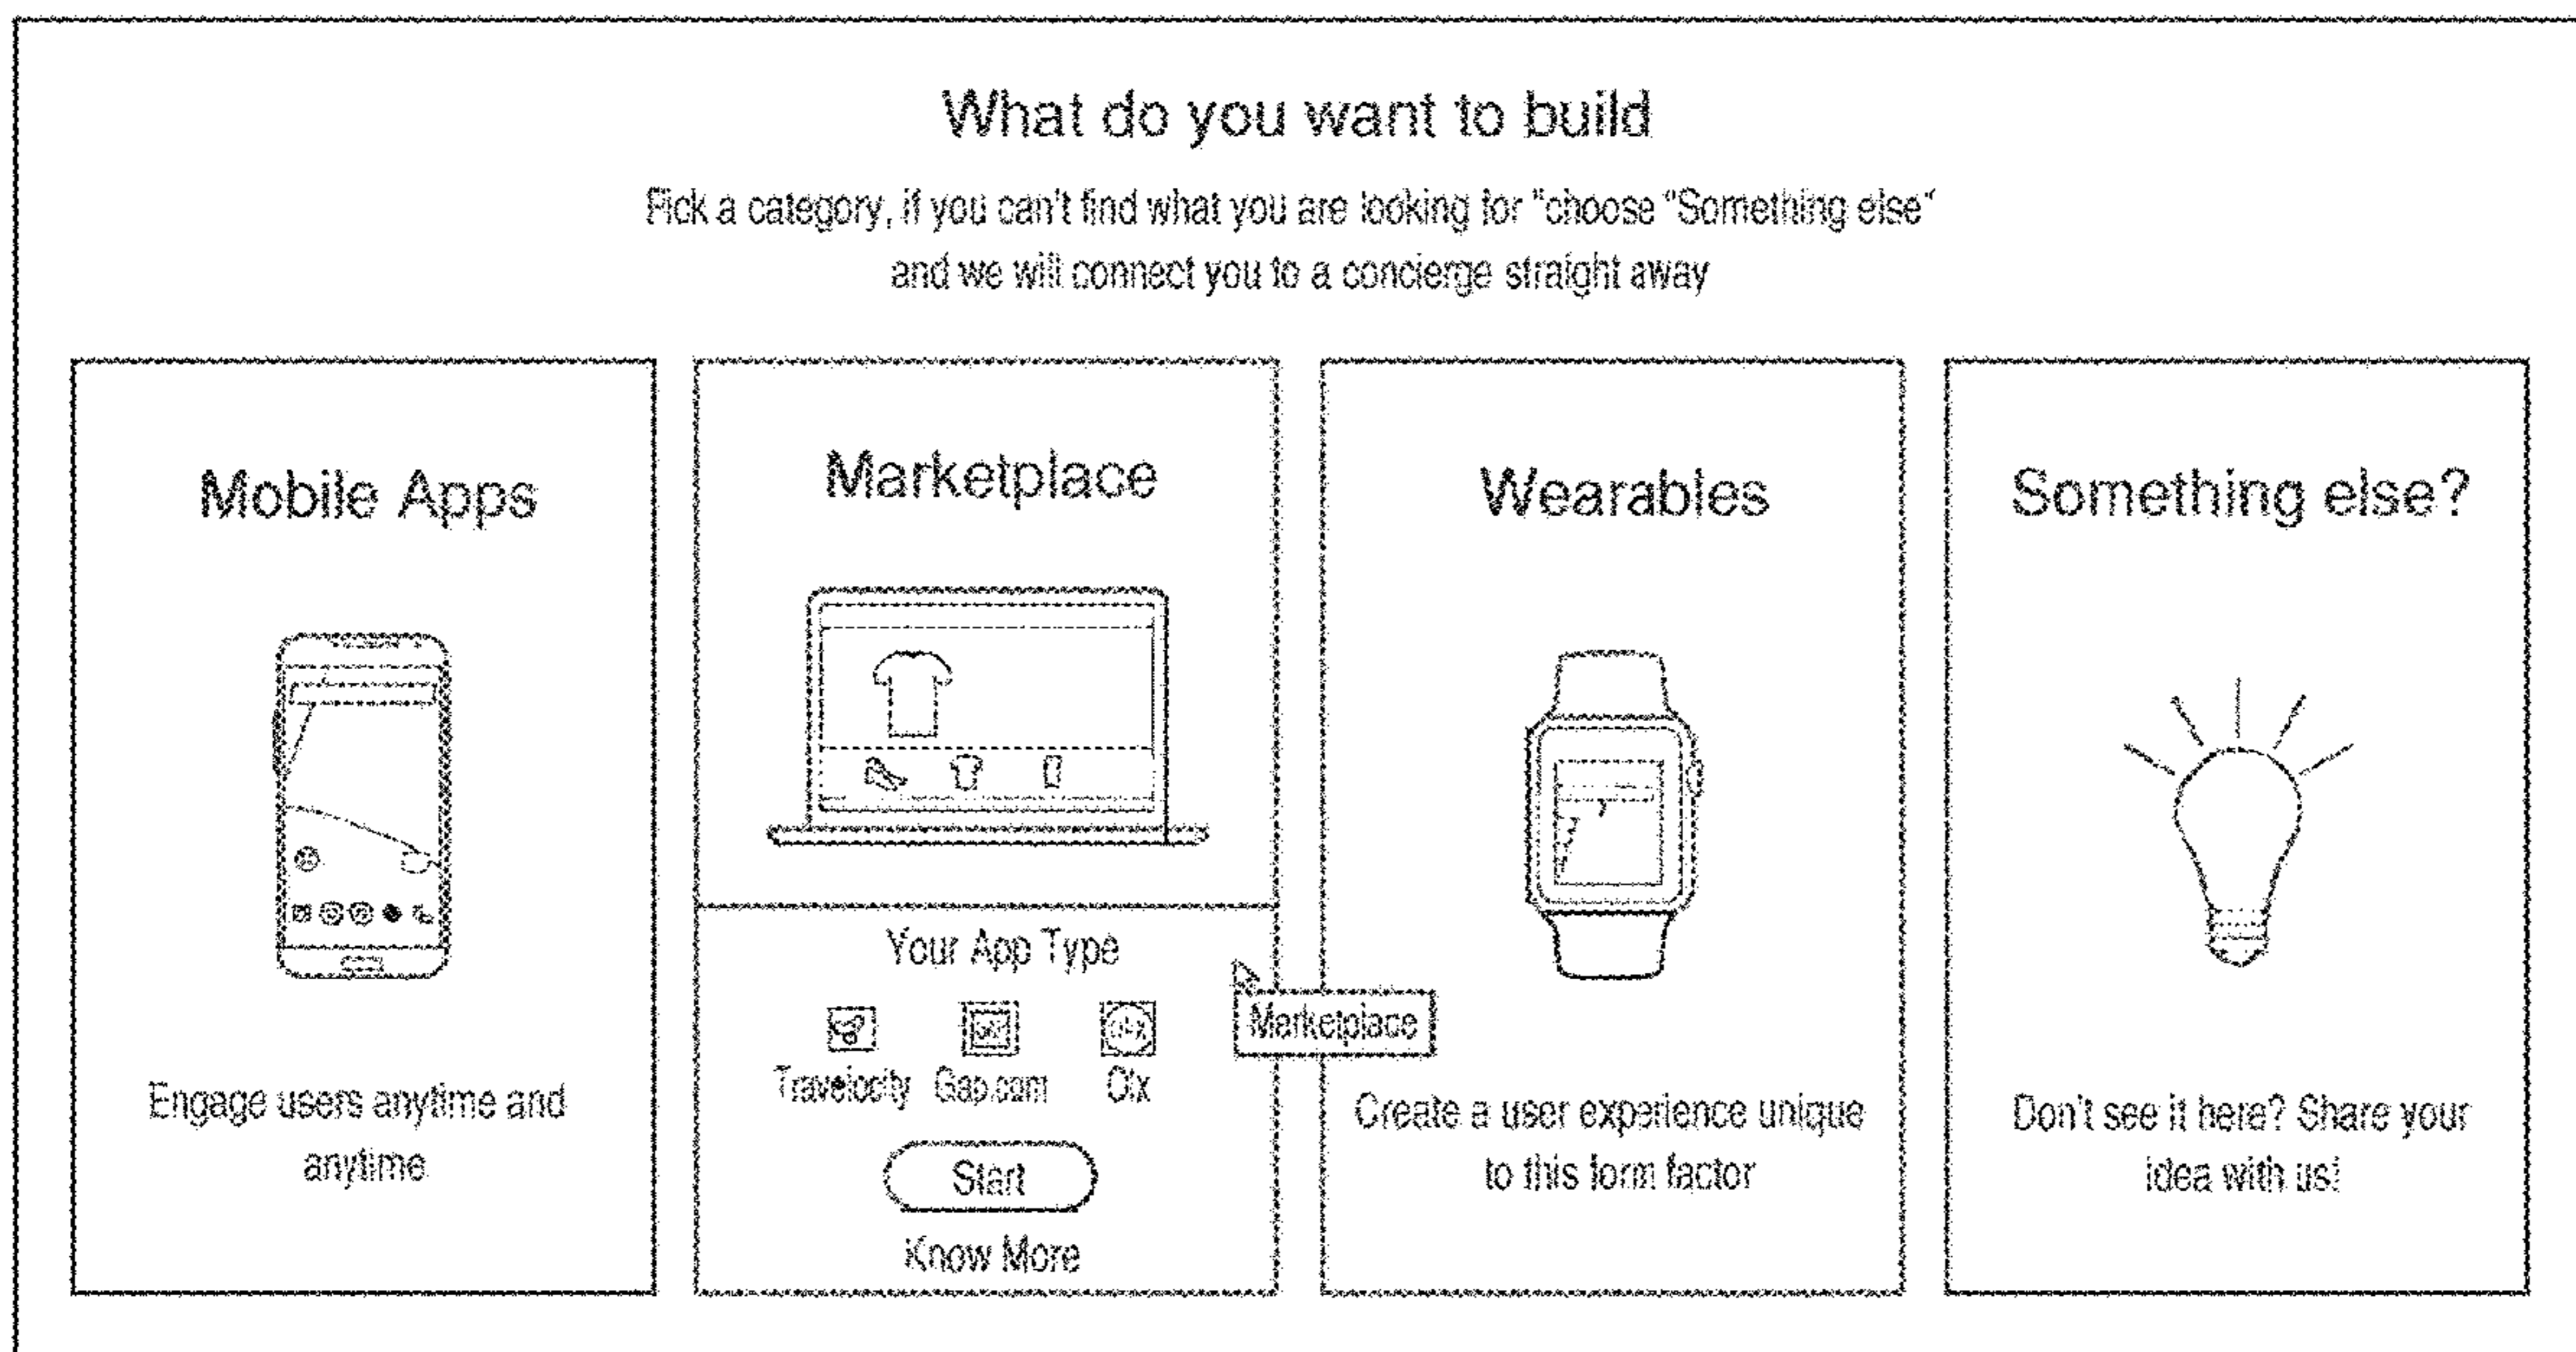 What do you want to build
Pick a category, if you can't find what you are looking for "choose "Something else"
and we will connect you to a concierge straight away
Mobile Apps
Engage users anytime and
anytime
Marketplace
Your App Type
Travelocity Gap.com Olx
Start
Know More
Marketplace
Wearables
Create a user experience unique
to this form factor
Something else?
Don't see it here? Share your
idea with us!